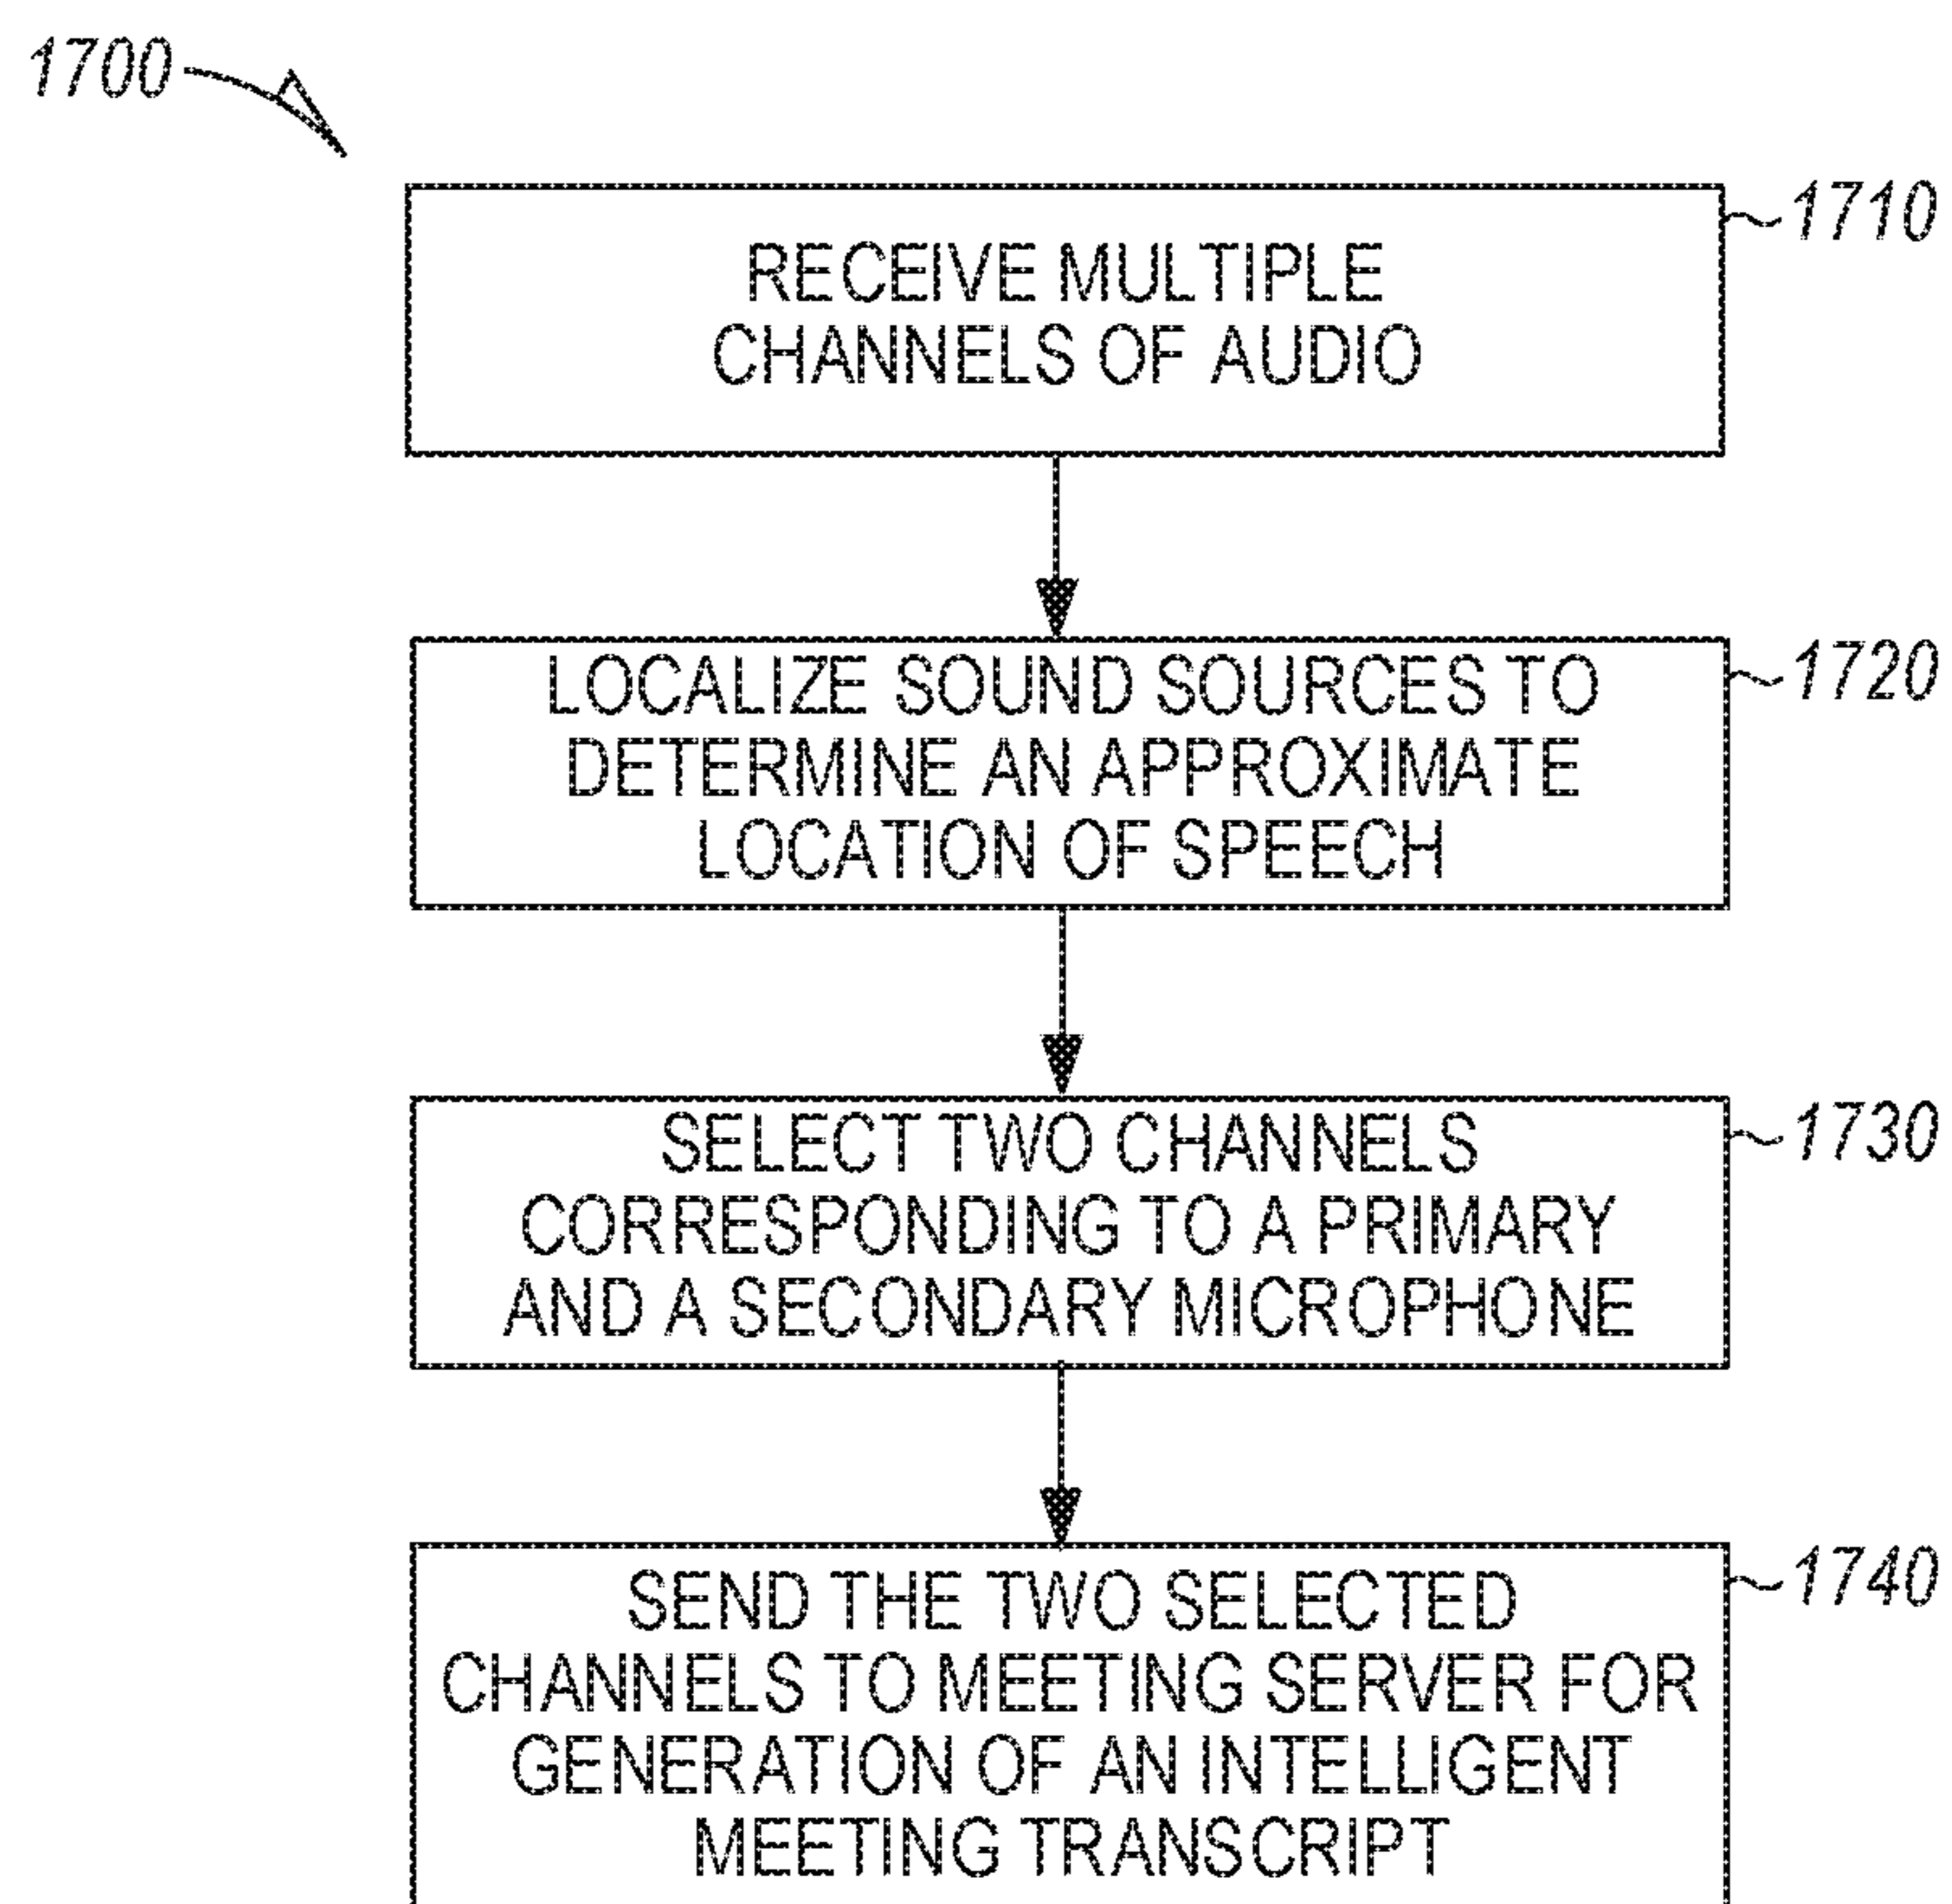 1700
1710
RECEIVE MULTIPLE
CHANNELS OF AUDIO
1720
LOCALIZE SOUND SOURCES TO
DETERMINE AN APPROXIMATE
LOCATION OF SPEECH
1730
SELECT TWO CHANNELS
CORRESPONDING TO A PRIMARY
AND A SECONDARY MICROPHONE
1740
SEND THE TWO SELECTED
CHANNELS TO MEETING SERVER FOR
GENERATION OF AN INTELLIGENT
MEETING TRANSCRIPT